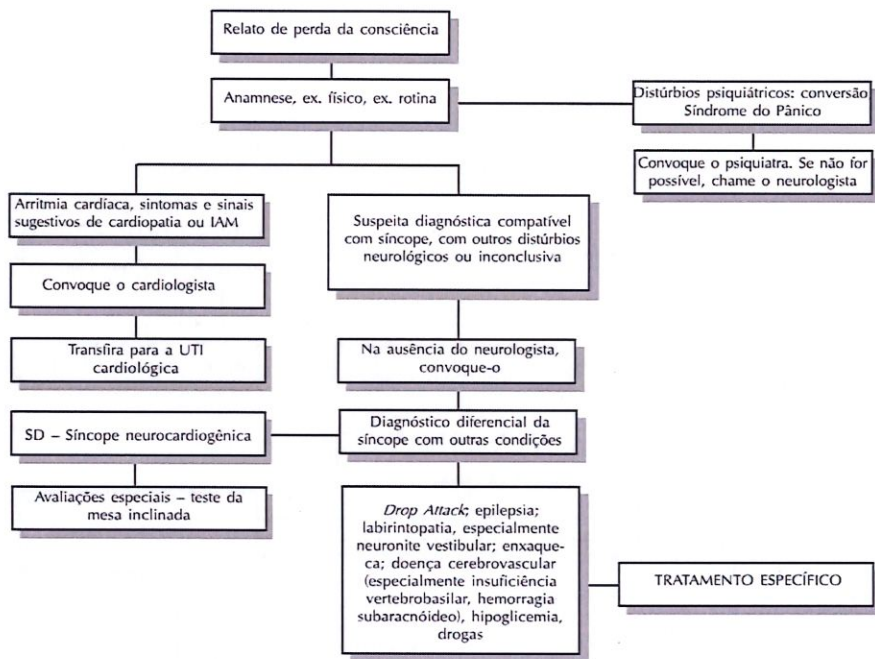 Relato de perda da consciência
Anamnese, ex. físico, ex. rotina
Distúrbios psiquiátricos: conversão,
Síndrome do Pânico
Convoque o psiquiatra. Se não for
possível, chame o neurologista
Arritmia cardíaca, sintomas e sinais
sugestivos de cardiopatia ou IAM
Suspeita diagnóstica compatível
com síncope, com outros distúrbios
neurológicos ou inconclusiva
Convoque o cardiologista
Transfira para a UTI
cardiológica
Na ausência do neurologista,
convoque-o
SD – Síncope neurocardiogênica
Diagnóstico diferencial da
síncope com outras condições
Avaliações especiais – teste da
mesa inclinada
Drop Attack; epilepsia;
labirintopatia, especialmente
neuronite vestibular; enxaque-
ca; doença cerebrovascular
(especialmente insuficiência
vertebrobasilar, hemorragia
subaracnóideo), hipoglicemia,
drogas
TRATAMENTO ESPECÍFICO